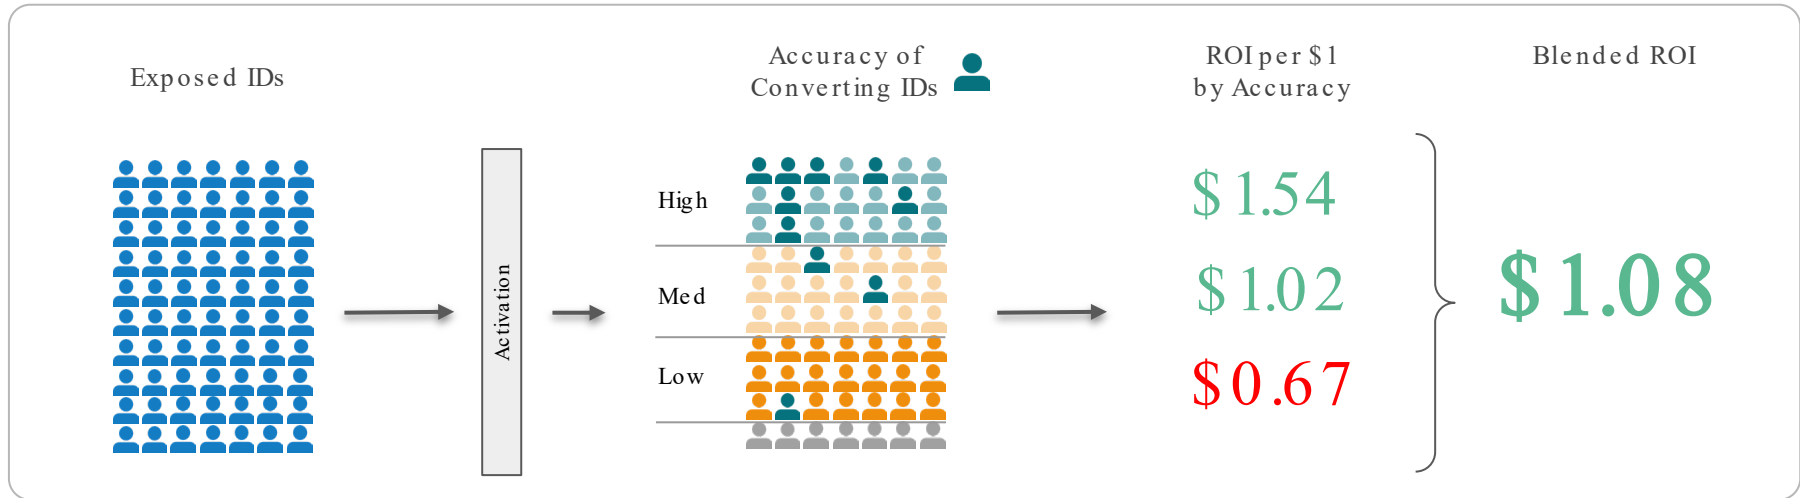 Exposed IDs
Activation
Accuracy of
Converting IDs
High
Med
Low
ROI per $1
by Accuracy
$1.54
$1.02
$0.67
Blended ROI
$1.08